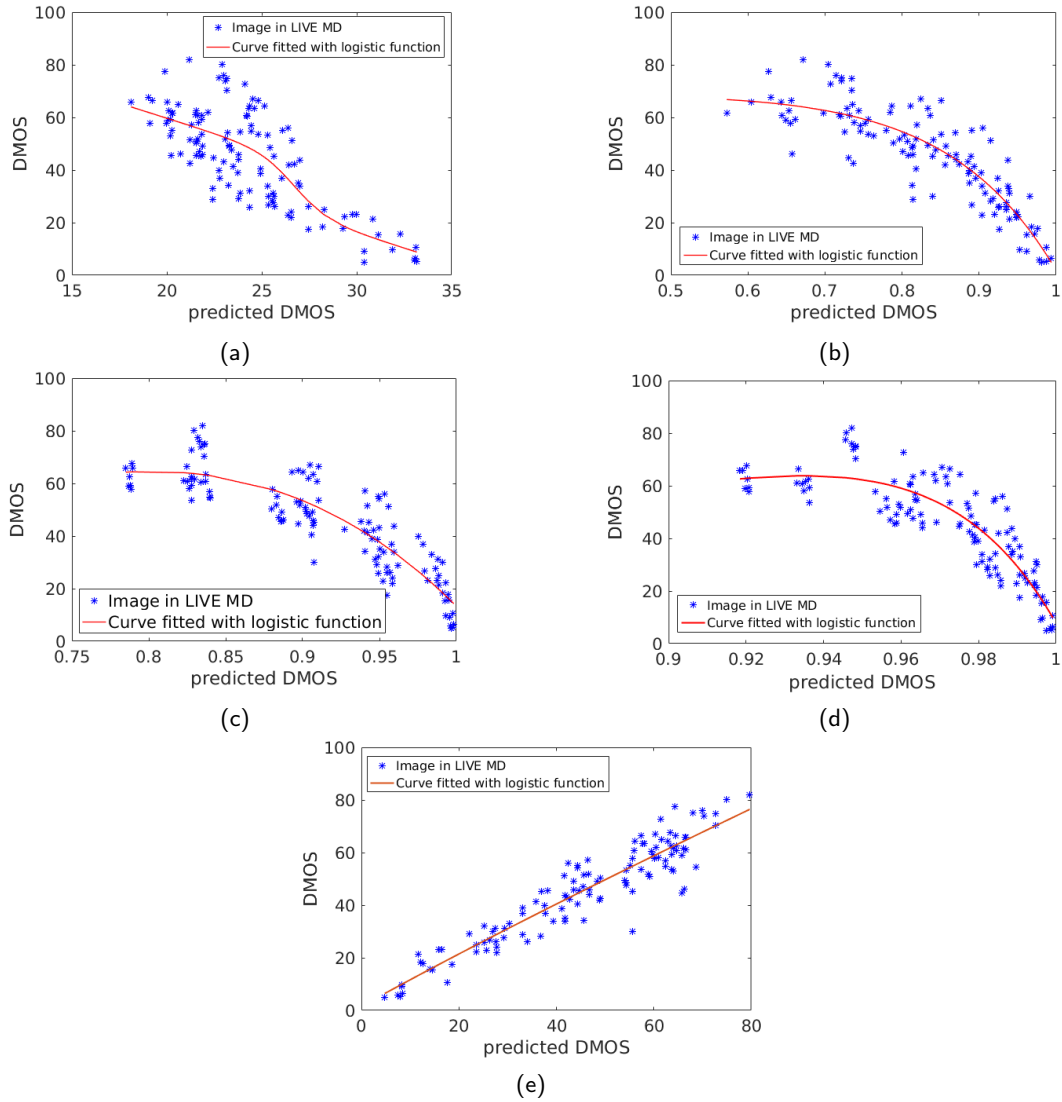 100
80
60
40
20
0
DMOS
Image in LIVE MD
Curve fitted with logistic function
15 20 25 30 35
predicted DMOS
(a)
100
80
60
40
20
0
DMOS
Image in LIVE MD
Curve fitted with logistic function
0.5 0.6 0.7 0.8 0.9 1
predicted DMOS
(b)
100
80
60
40
20
0
DMOS
Image in LIVE MD
Curve fitted with logistic function
0.75 0.8 0.85 0.9 0.95 1
predicted DMOS
(c)
100
80
60
40
20
0
DMOS
Image in LIVE MD
Curve fitted with logistic function
0.9 0.92 0.94 0.96 0.98 1
predicted DMOS
(d)
100
80
60
40
20
0
DMOS
Image in LIVE MD
Curve fitted with logistic function
0 20 40 60 80
predicted DMOS
(e)